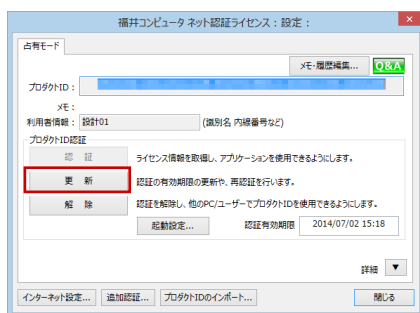 福井コンピュータ ネット認証ライセンス：設定：
占有モード
メモ・履歴編集...
Q&A
プロダクトID：
メモ：
利用者情報： 設計01 (識別名 内線番号など)
プロダクトID認証
認 証 ライセンス情報を取得し、アプリケーションを使用できるようにします。
更 新 認証の有効期限の更新や、再認証を行います。
解 除 認証を解除し、他のPC/ユーザーでプロダクトIDを使用できるようにします。
起動設定... 認証有効期限 2014/07/02 15:18
詳細 ▼
インターネット設定... 追加認証... プロダクトIDのインポート... 閉じる